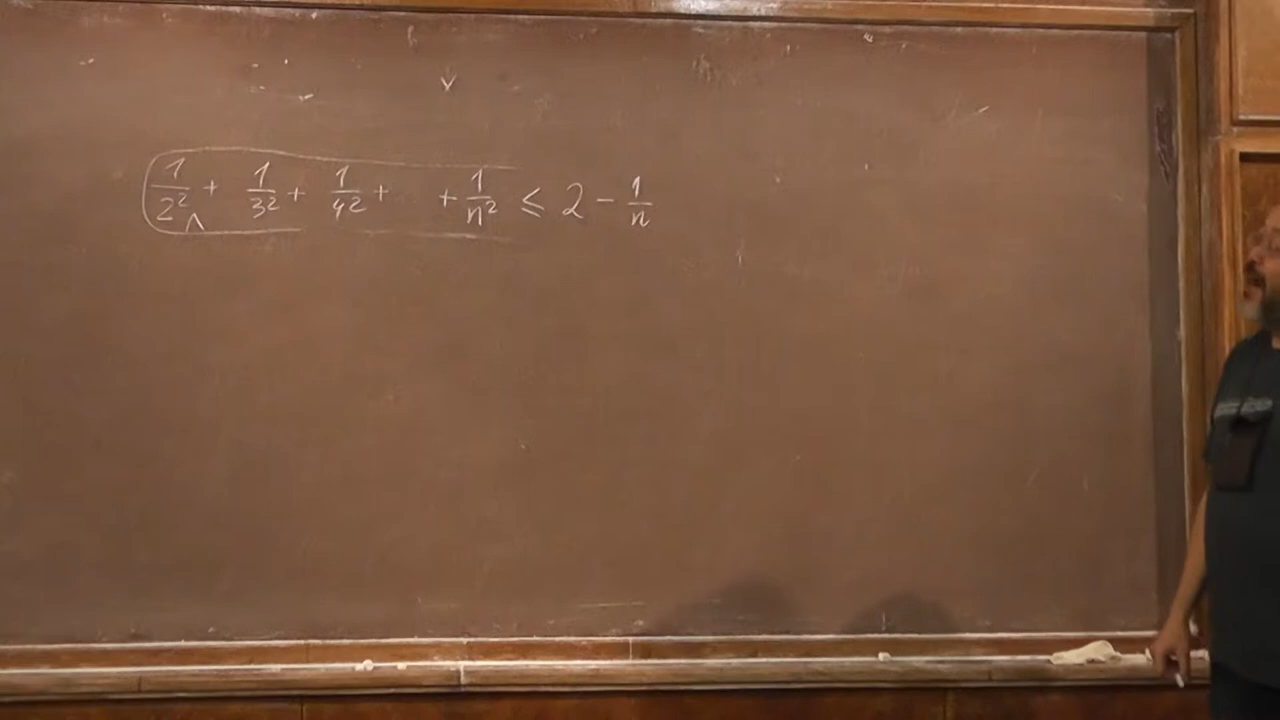 1/2² + 1/3² + 1/4² + + 1/n² ⩽ 2 - 1/n